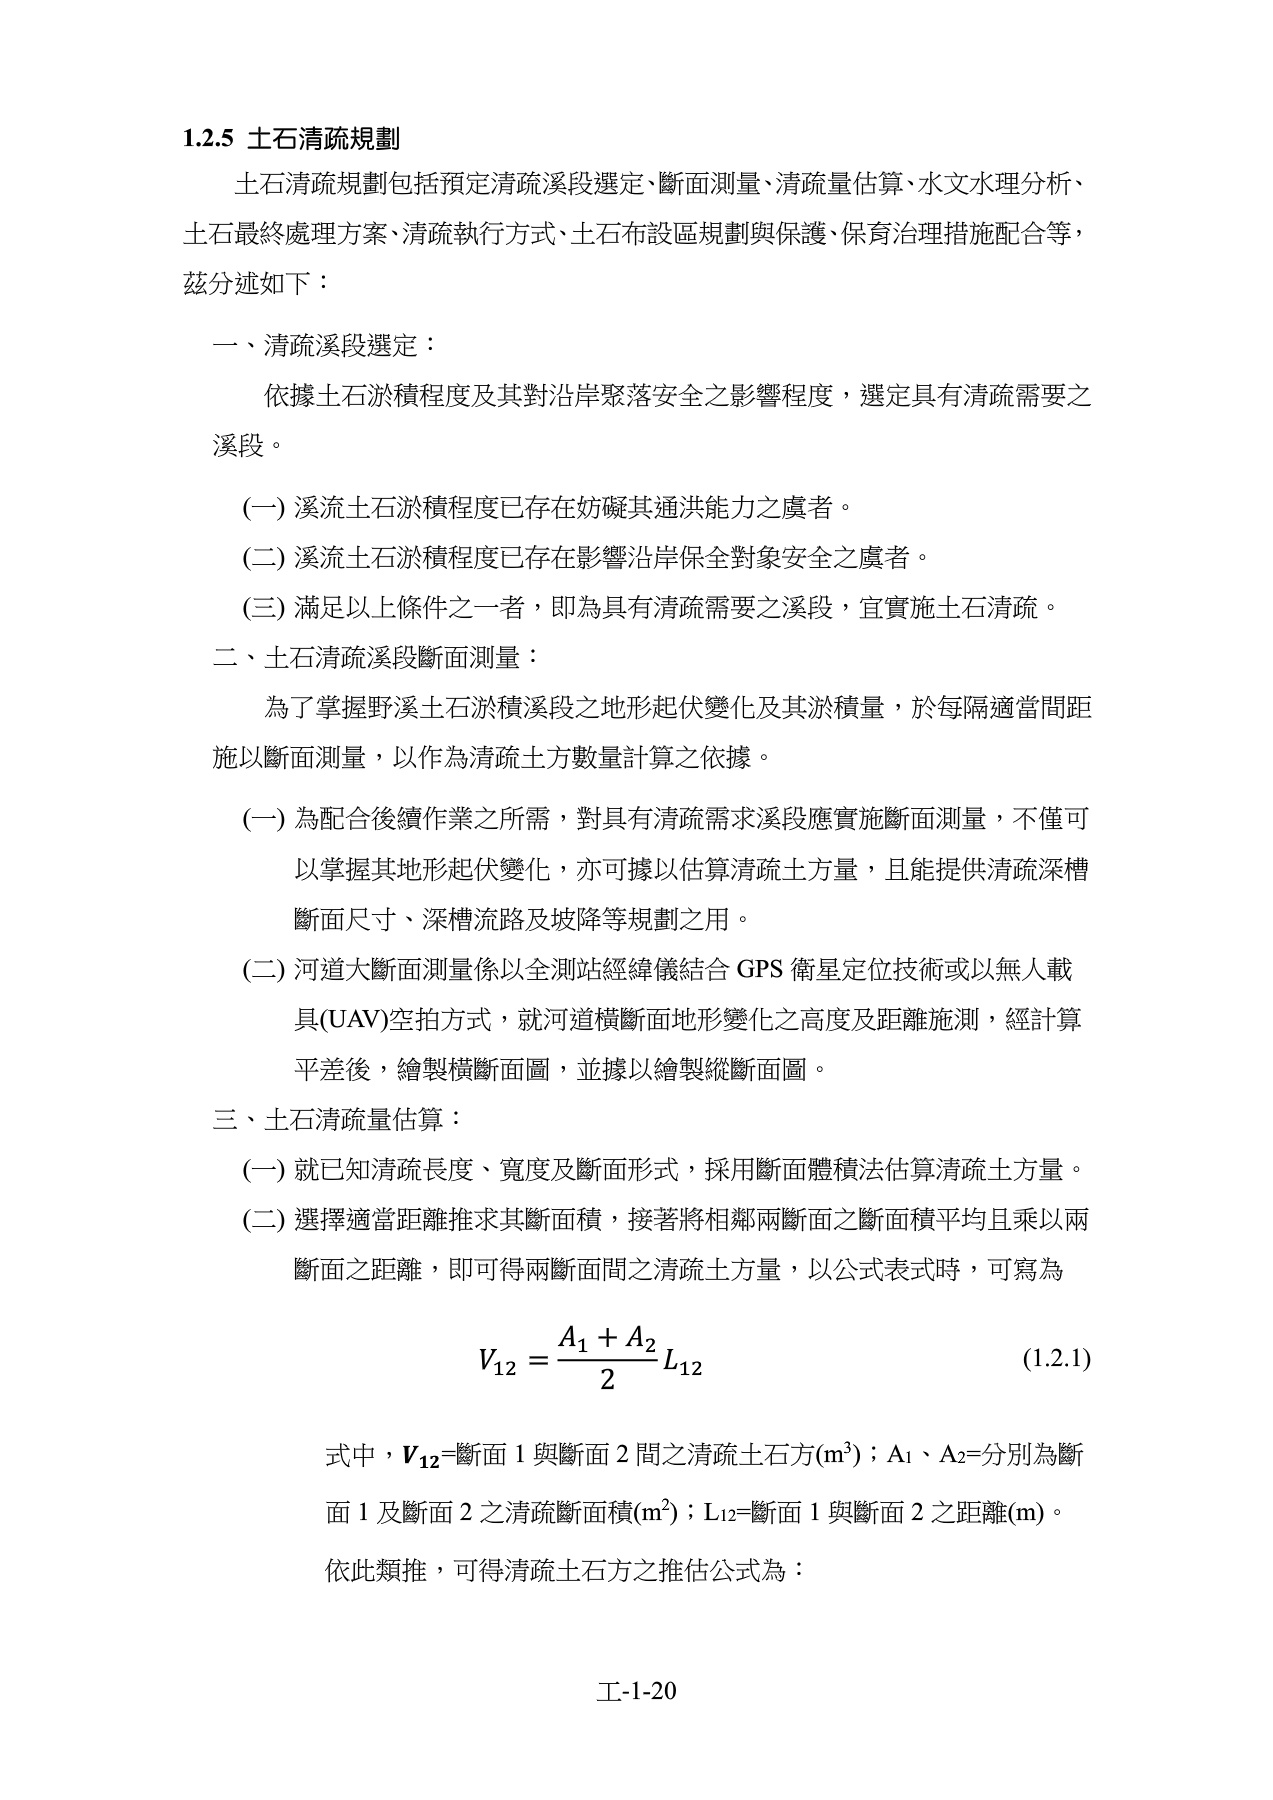 1.2.5 土石清疏規劃
土石清疏規劃包括預定清疏溪段選定、斷面測量、清疏量估算、水文水理分析、
土石最終處理方案、清疏執行方式、土石布設區規劃與保護、保育治理措施配合等，
茲分述如下：
一、清疏溪段選定：
依據土石淤積程度及其對沿岸聚落安全之影響程度，選定具有清疏需要之
溪段。
(一) 溪流土石淤積程度已存在妨礙其通洪能力之虞者。
(二) 溪流土石淤積程度已存在影響沿岸保全對象安全之虞者。
(三) 滿足以上條件之一者，即為具有清疏需要之溪段，宜實施土石清疏。
二、土石清疏溪段斷面測量：
為了掌握野溪土石淤積溪段之地形起伏變化及其淤積量，於每隔適當間距
施以斷面測量，以作為清疏土方數量計算之依據。
(一) 為配合後續作業之所需，對具有清疏需求溪段應實施斷面測量，不僅可
以掌握其地形起伏變化，亦可據以估算清疏土方量，且能提供清疏深槽
斷面尺寸、深槽流路及坡降等規劃之用。
(二) 河道大斷面測量係以全測站經緯儀結合 GPS 衛星定位技術或以無人載
具(UAV)空拍方式，就河道橫斷面地形變化之高度及距離施測，經計算
平差後，繪製橫斷面圖，並據以繪製縱斷面圖。
三、土石清疏量估算：
(一) 就已知清疏長度、寬度及斷面形式，採用斷面體積法估算清疏土方量。
(二) 選擇適當距離推求其斷面積，接著將相鄰兩斷面之斷面積平均且乘以兩
斷面之距離，即可得兩斷面間之清疏土方量，以公式表式時，可寫為
V₁₂ = (A₁ + A₂)/2 L₁₂ (1.2.1)
式中，V₁₂=斷面 1 與斷面 2 間之清疏土石方(m³)；A₁、A₂=分別為斷
面 1 及斷面 2 之清疏斷面積(m²)；L₁₂=斷面 1 與斷面 2 之距離(m)。
依此類推，可得清疏土石方之推估公式為：
工-1-20